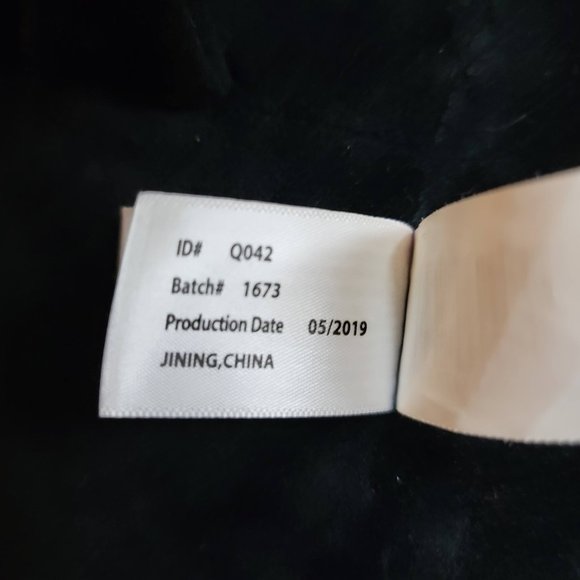 ID# Q042
Batch# 1673
Production Date 05/2019
JINING,CHINA